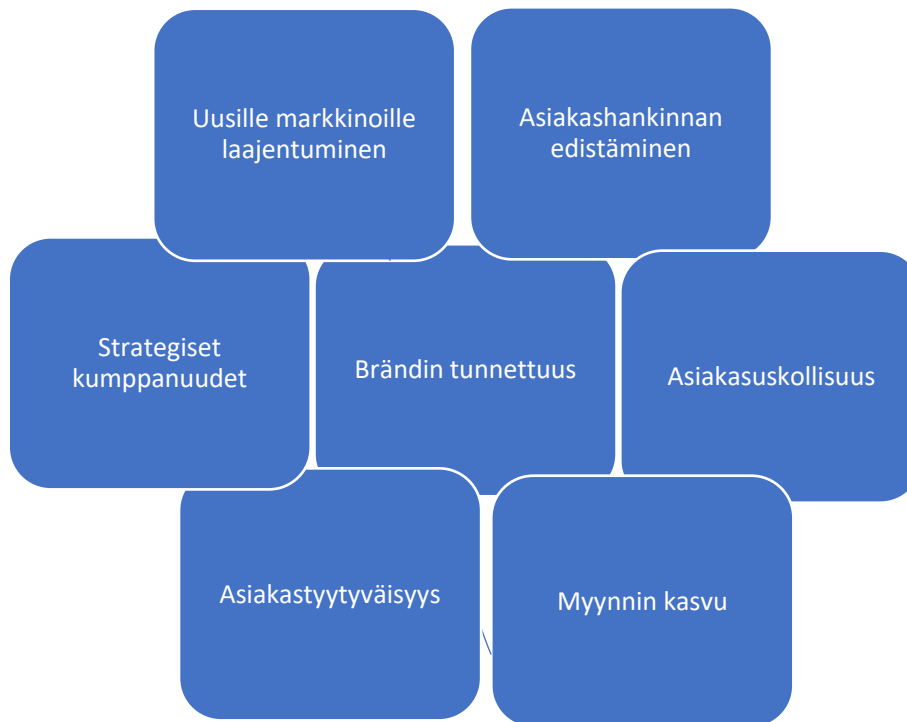 Uusille markkinoille
laajentuminen
Asiakashankinnan
edistäminen
Strategiset
kumppanuudet
Brändin tunnettuus
Asiakasuskollisuus
Asiakastyytyväisyys
Myynnin kasvu